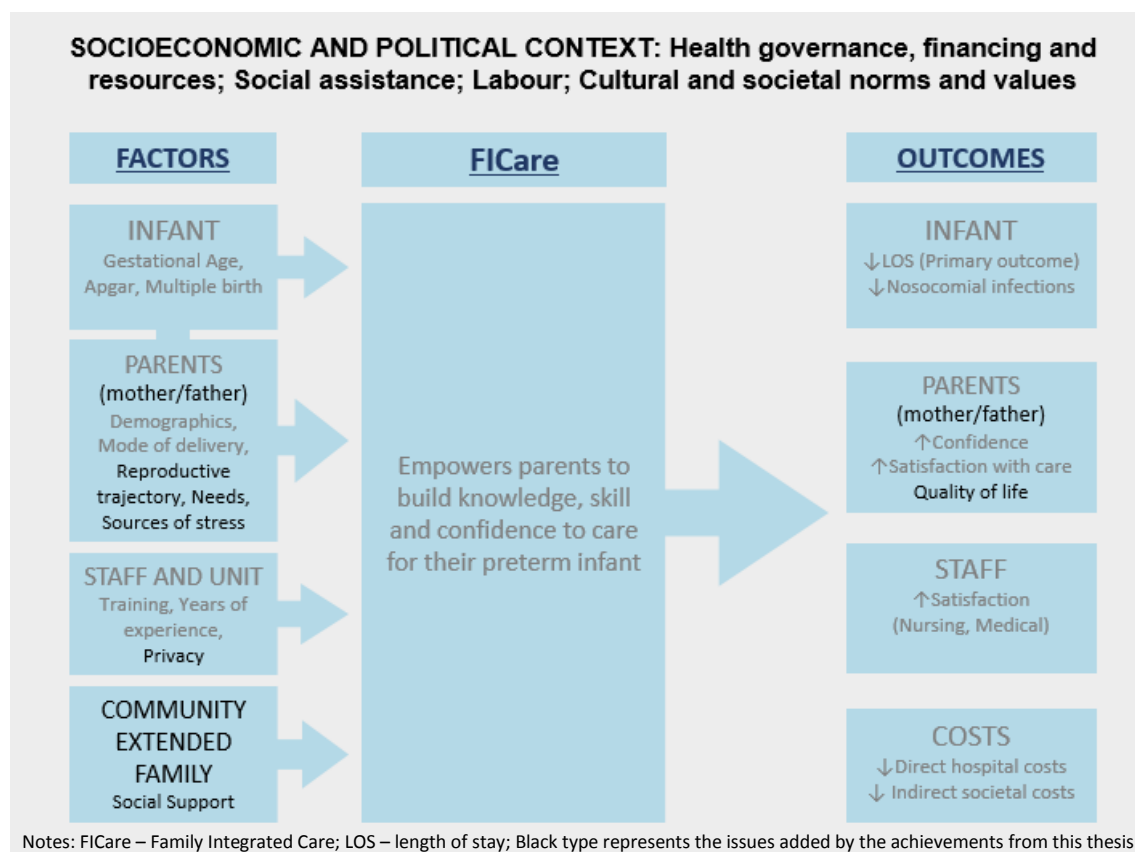 SOCIOECONOMIC AND POLITICAL CONTEXT: Health governance, financing and
resources; Social assistance; Labour; Cultural and societal norms and values
FACTORS
INFANT
Gestational Age,
Apgar, Multiple birth
PARENTS
(mother/father)
Demographics,
Mode of delivery,
Reproductive
trajectory, Needs,
Sources of stress
STAFF AND UNIT
Training, Years of
experience,
Privacy
COMMUNITY
EXTENDED
FAMILY
Social Support
FICare
Empowers parents to
build knowledge, skill
and confidence to care
for their preterm infant
OUTCOMES
INFANT
↓LOS (Primary outcome)
↓Nosocomial infections
PARENTS
(mother/father)
↑Confidence
↑Satisfaction with care
Quality of life
STAFF
↑Satisfaction
(Nursing, Medical)
COSTS
↓Direct hospital costs
↓ Indirect societal costs
Notes: FICare – Family Integrated Care; LOS – length of stay; Black type represents the issues added by the achievements from this thesis